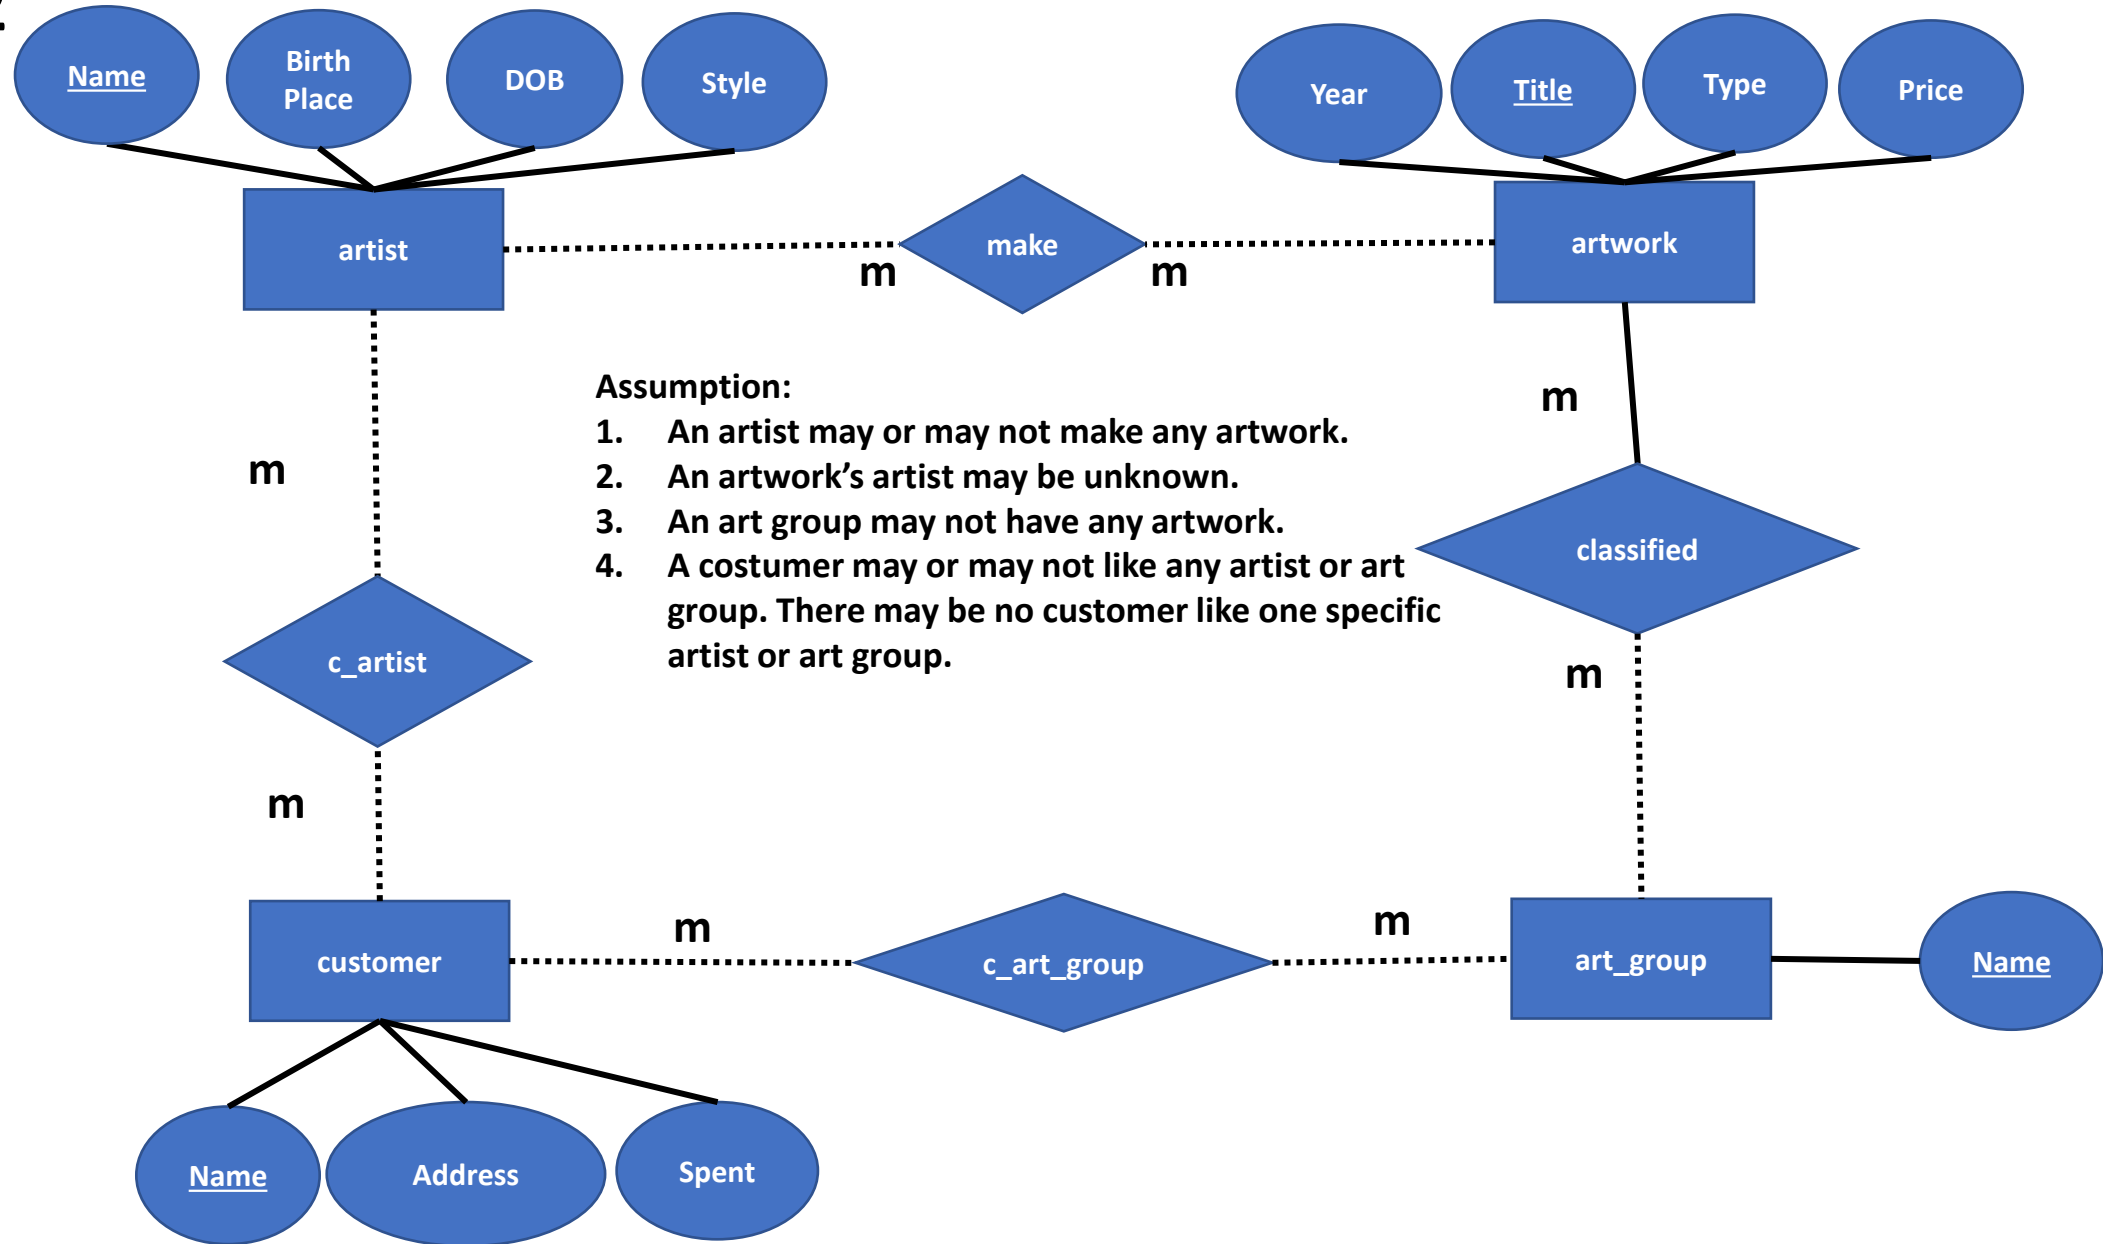 Name
Birth
Place
DOB
Style
Year
Title
Type
Price
artist
make
artwork
m
m
Assumption:
1. An artist may or may not make any artwork.
2. An artwork’s artist may be unknown.
3. An art group may not have any artwork.
4. A costumer may or may not like any artist or art
group. There may be no customer like one specific
artist or art group.
m
m
classified
c_artist
m
m
customer
m
c_art_group
m
art_group
Name
Name
Address
Spent